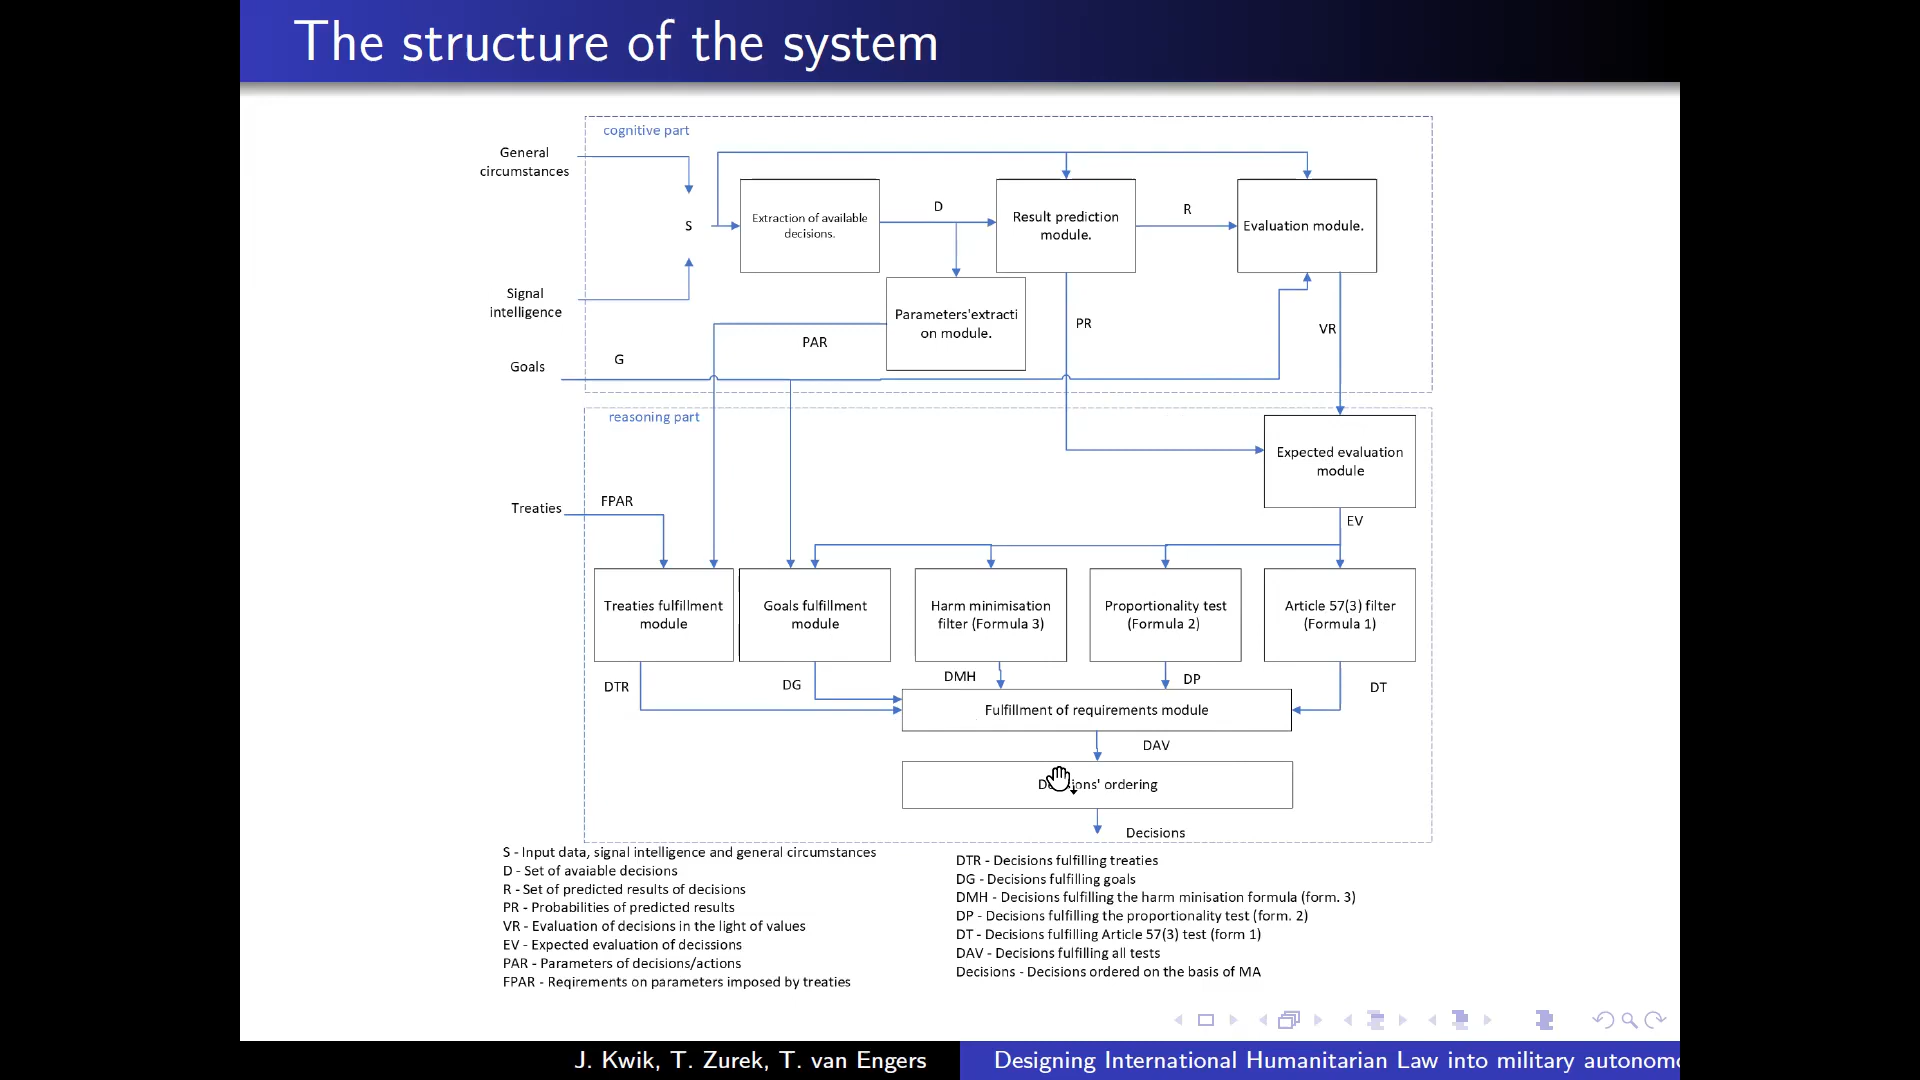 The structure of the system
cognitive part
General
circumstances
S
Extraction of available
decisions.
D
Result prediction
module.
R
Evaluation module.
Signal
intelligence
Parameters'extracti
on module.
PAR
PR
VR
Goals
G
reasoning part
Expected evaluation
module
Treaties
FPAR
EV
Treaties fulfillment
module
Goals fulfillment
module
Harm minimisation
filter (Formula 3)
Proportionality test
(Formula 2)
Article 57(3) filter
(Formula 1)
DTR
DG
DMH
DP
DT
Fulfillment of requirements module
DAV
ordering
Decisions
S - Input data, signal intelligence and general circumstances
D - Set of avaiable decisions
R - Set of predicted results of decisions
PR - Probabilities of predicted results
VR - Evaluation of decisions in the light of values
EV - Expected evaluation of decissions
PAR - Parameters of decisions/actions
FPAR - Reqirements on parameters imposed by treaties
DTR - Decisions fulfilling treaties
DG - Decisions fulfilling goals
DMH - Decisions fulfilling the harm minisation formula (form. 3)
DP - Decisions fulfilling the proportionality test (form. 2)
DT - Decisions fulfilling Article 57(3) test (form 1)
DAV - Decisions fulfilling all tests
Decisions - Decisions ordered on the basis of MA
J. Kwik, T. Zurek, T. van Engers
Designing International Humanitarian Law into military autonomo